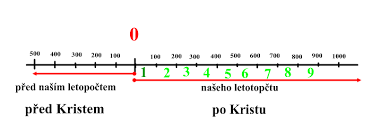 0
500 400 300 200 100 100 200 300 400 500 600 700 800 900 1000
1 2 3 4 5 6 7 8 9
před naším letopočtem našeho letotopčtu
před Kristem po Kristu